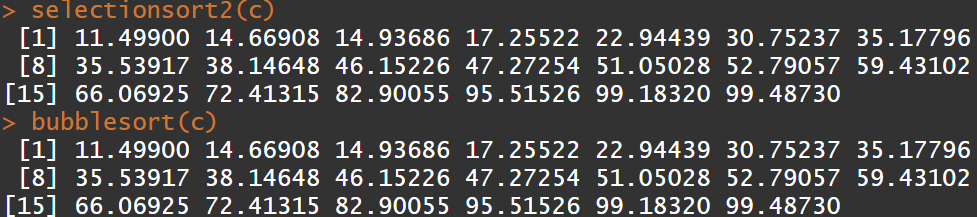 > selectionsort2(c)
[1] 11.49900 14.66908 14.93686 17.25522 22.94439 30.75237 35.17796
[8] 35.53917 38.14648 46.15226 47.27254 51.05028 52.79057 59.43102
[15] 66.06925 72.41315 82.90055 95.51526 99.18320 99.48730
> bubblesort(c)
[1] 11.49900 14.66908 14.93686 17.25522 22.94439 30.75237 35.17796
[8] 35.53917 38.14648 46.15226 47.27254 51.05028 52.79057 59.43102
[15] 66.06925 72.41315 82.90055 95.51526 99.18320 99.48730